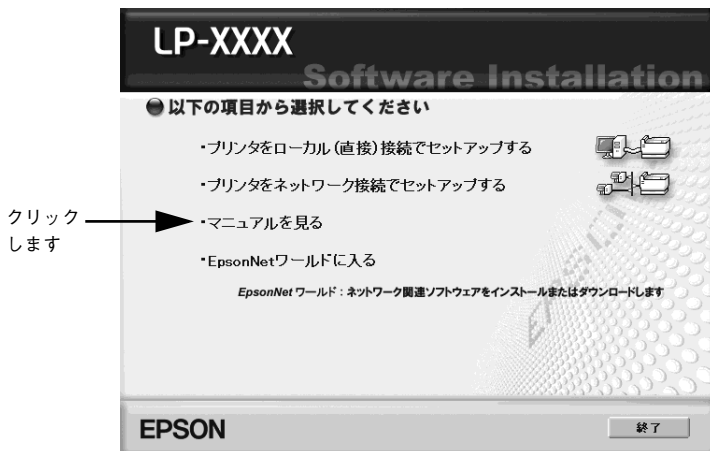 LP-XXXX
Software Installation
以下の項目から選択してください
・プリンタをローカル(直接)接続でセットアップする
・プリンタをネットワーク接続でセットアップする
クリック
します
・マニュアルを見る
・EpsonNetワールドに入る
EpsonNet ワールド：ネットワーク関連ソフトウェアをインストールまたはダウンロードします
EPSON
EPSON
終了